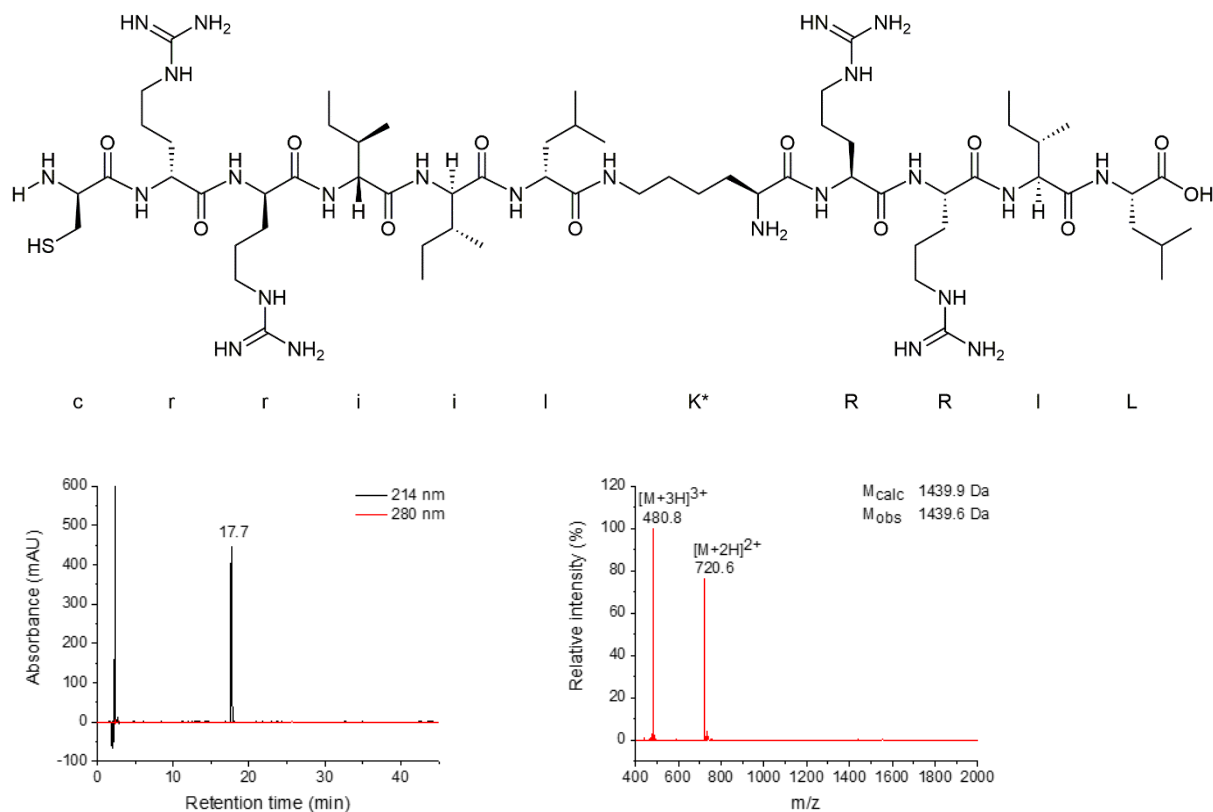 HN NH2 HN NH2
NH NH
O H O H O H O H O H O
N N H N H N N N OH
H N H O N H O N H O N H O NH2 N H O N H O
HS
NH NH
HN NH2 HN NH2
c r r i i l K* R R I L
600
500
400
300
200
100
0
-100
0 10 20 30 40
Absorbance (mAU)
Retention time (min)
214 nm
280 nm
17.7
120
100
80
60
40
20
0
400 600 800 1000 1200 1400 1600 1800 2000
Relative intensity (%)
m/z
[M+3H]3+
480.8
[M+2H]2+
720.6
Mcalc 1439.9 Da
Mobs 1439.6 Da